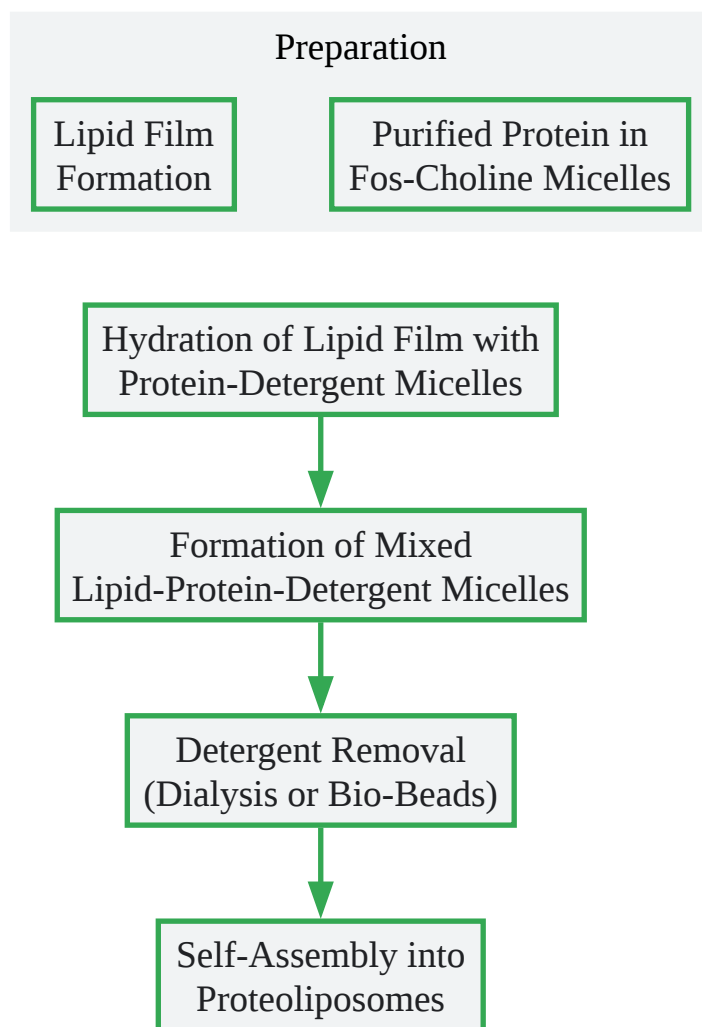 Preparation
Lipid Film
Formation
Purified Protein in
Fos-Choline Micelles
Hydration of Lipid Film with
Protein-Detergent Micelles
Formation of Mixed
Lipid-Protein-Detergent Micelles
Detergent Removal
(Dialysis or Bio-Beads)
Self-Assembly into
Proteoliposomes